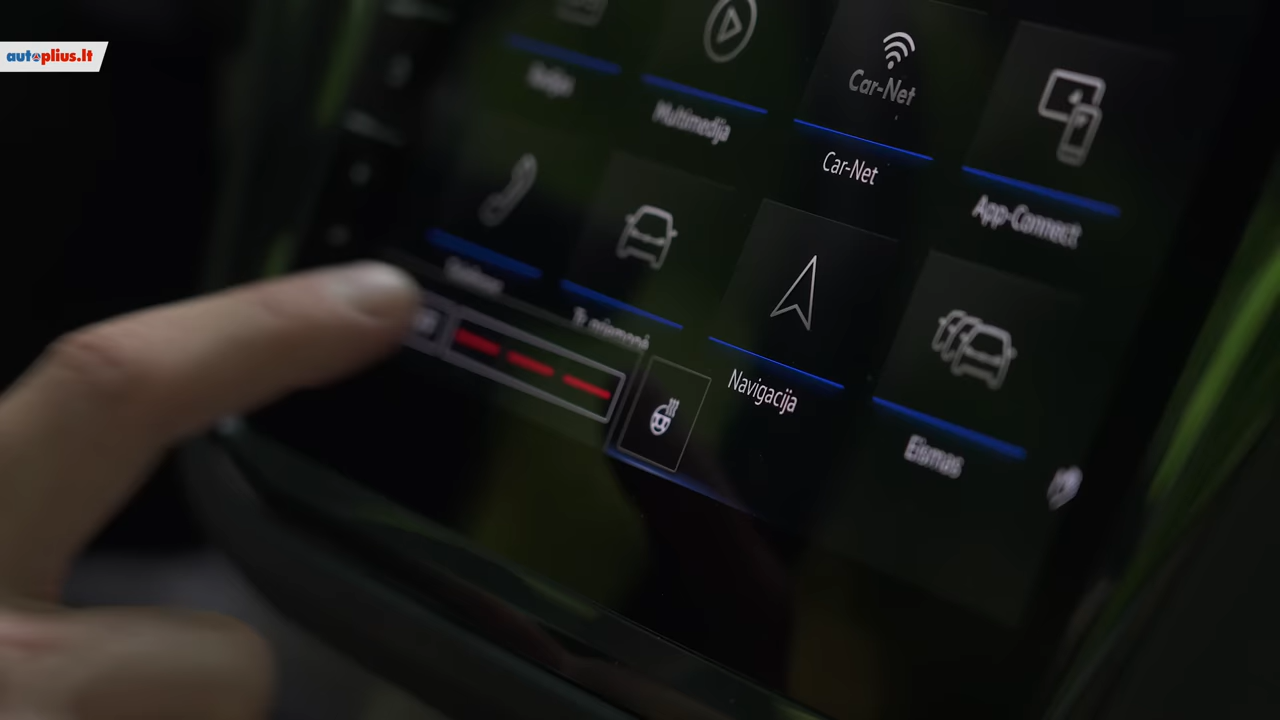 autoplius.lt
Car-Net
Multimedija
Car-Net
App-Connect
Navigacija
Eismas